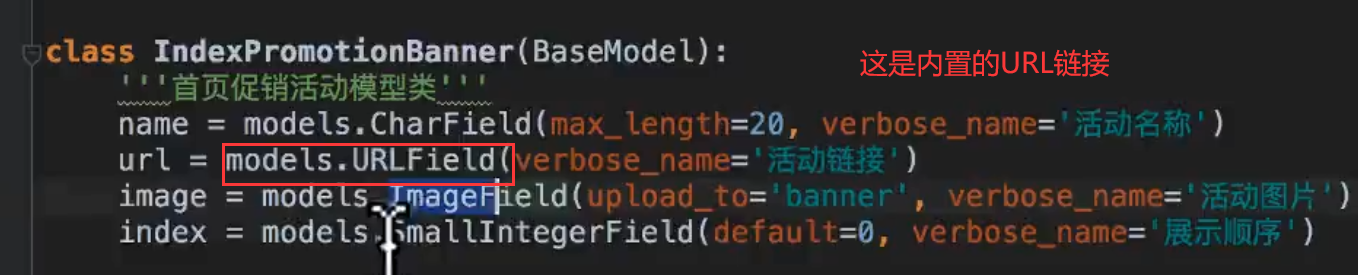 class IndexPromotionBanner(BaseModel):
这是内置的URL链接
'''首页促销活动模型类'''
name = models.CharField(max_length=20, verbose_name='活动名称')
url = models.URLField(verbose_name='活动链接')
image = models.ImageField(upload_to='banner', verbose_name='活动图片')
index = models.SmallIntegerField(default=0, verbose_name='展示顺序')